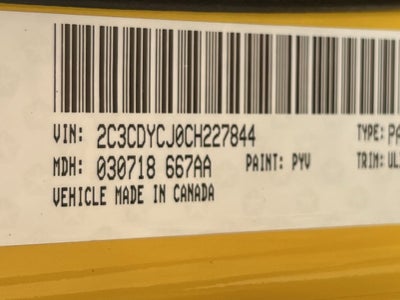 VIN: 2C3CDYCJ0CH227844 TYPE: PA
MDH: 030718 667AA PAINT: PYV TRIM: UL
VEHICLE MADE IN CANADA